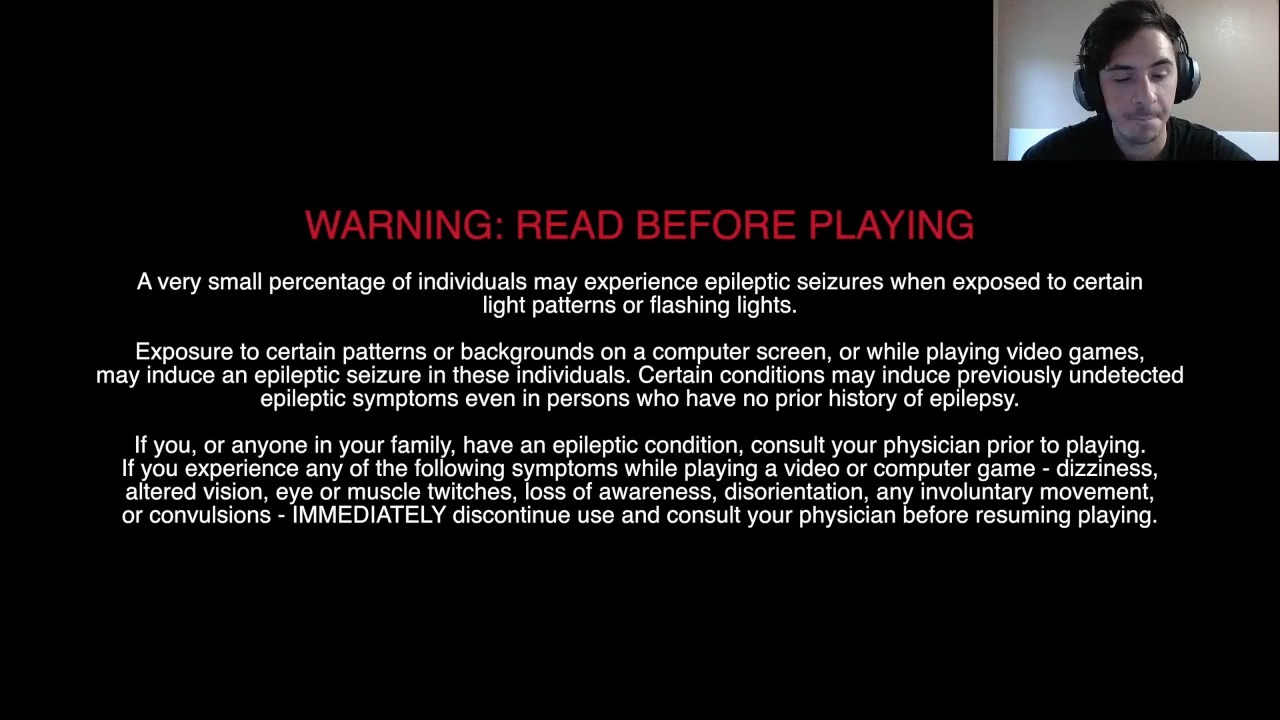 WARNING: READ BEFORE PLAYING
A very small percentage of individuals may experience epileptic seizures when exposed to certain
light patterns or flashing lights.
Exposure to certain patterns or backgrounds on a computer screen, or while playing video games,
may induce an epileptic seizure in these individuals. Certain conditions may induce previously undetected
epileptic symptoms even in persons who have no prior history of epilepsy.
If you, or anyone in your family, have an epileptic condition, consult your physician prior to playing.
If you experience any of the following symptoms while playing a video or computer game - dizziness,
altered vision, eye or muscle twitches, loss of awareness, disorientation, any involuntary movement,
or convulsions - IMMEDIATELY discontinue use and consult your physician before resuming playing.